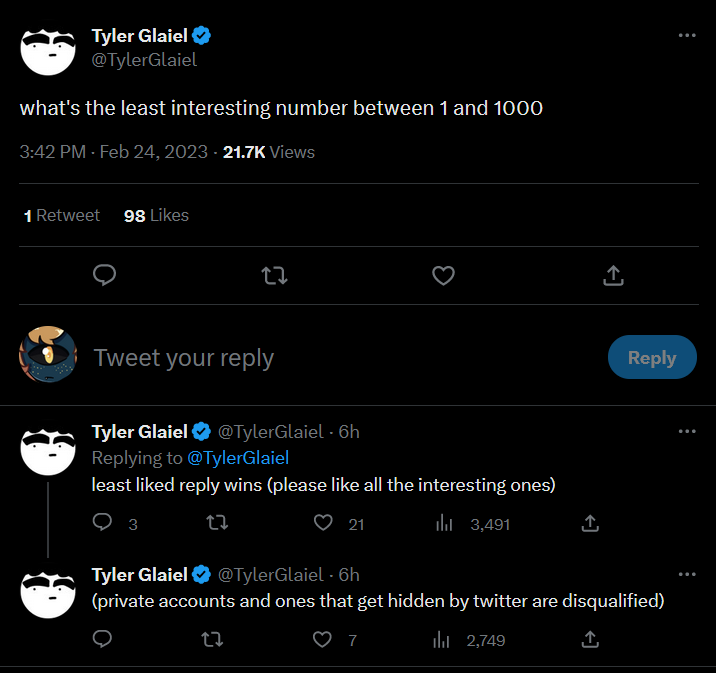 Tyler Glaiel
@TylerGlaiel
what's the least interesting number between 1 and 1000
3:42 PM · Feb 24, 2023 · 21.7K Views
1 Retweet 98 Likes
Tweet your reply
Reply
Tyler Glaiel @TylerGlaiel · 6h
Replying to @TylerGlaiel
least liked reply wins (please like all the interesting ones)
3 21 3,491
Tyler Glaiel @TylerGlaiel · 6h
(private accounts and ones that get hidden by twitter are disqualified)
7 2,749